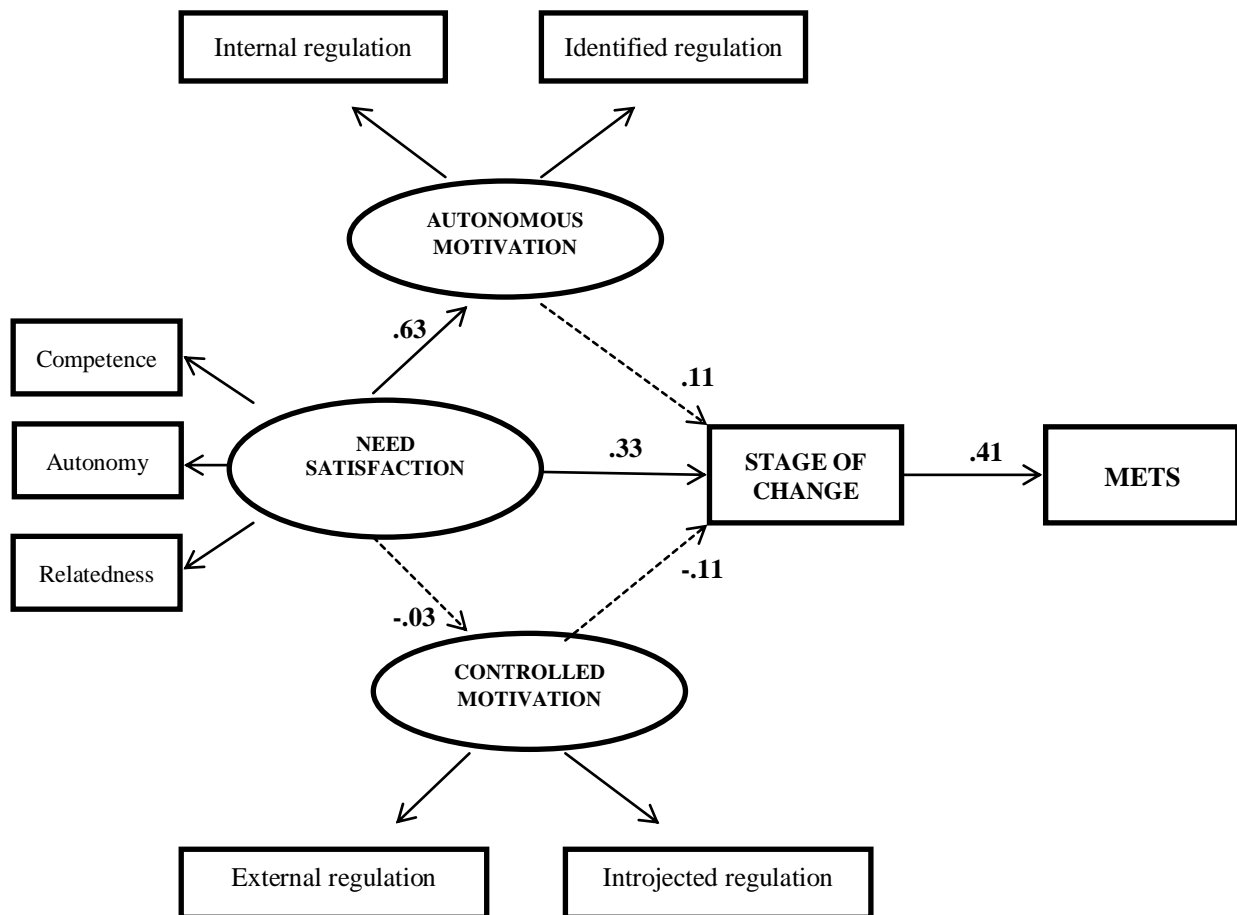 Internal regulation
Identified regulation
AUTONOMOUS
MOTIVATION
.63
.11
Competence
Autonomy
Relatedness
NEED
SATISFACTION
.33
STAGE OF
CHANGE
.41
METS
-.03
-.11
CONTROLLED
MOTIVATION
External regulation
Introjected regulation